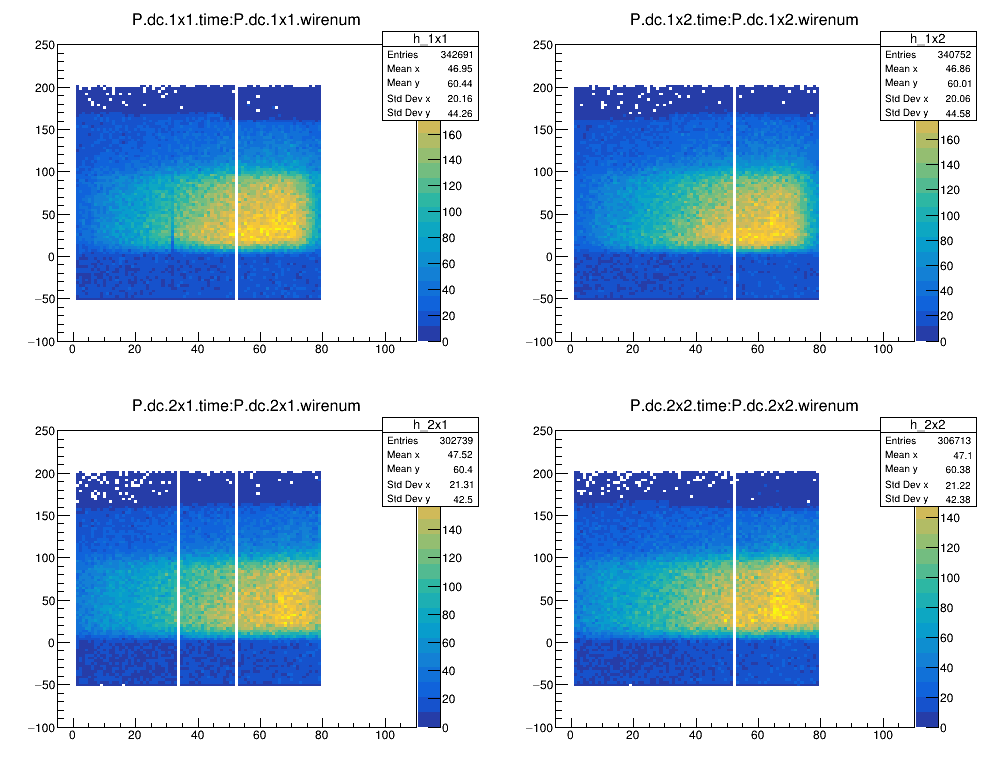 P.dc.1x1.time:P.dc.1x1.wirenum
h_1x1
Entries 342691
Mean x 46.95
Mean y 60.44
Std Dev x 20.16
Std Dev y 44.26
250
200
150
100
50
0
−50
−100
0 20 40 60 80 100
160
140
120
100
80
60
40
20
0
P.dc.1x2.time:P.dc.1x2.wirenum
h_1x2
Entries 340752
Mean x 46.86
Mean y 60.01
Std Dev x 20.06
Std Dev y 44.58
250
200
150
100
50
0
−50
−100
0 20 40 60 80 100
160
140
120
100
80
60
40
20
0
P.dc.2x1.time:P.dc.2x1.wirenum
h_2x1
Entries 302739
Mean x 47.52
Mean y 60.4
Std Dev x 21.31
Std Dev y 42.5
250
200
150
100
50
0
−50
−100
0 20 40 60 80 100
140
120
100
80
60
40
20
0
P.dc.2x2.time:P.dc.2x2.wirenum
h_2x2
Entries 306713
Mean x 47.1
Mean y 60.38
Std Dev x 21.22
Std Dev y 42.38
250
200
150
100
50
0
−50
−100
0 20 40 60 80 100
140
120
100
80
60
40
20
0